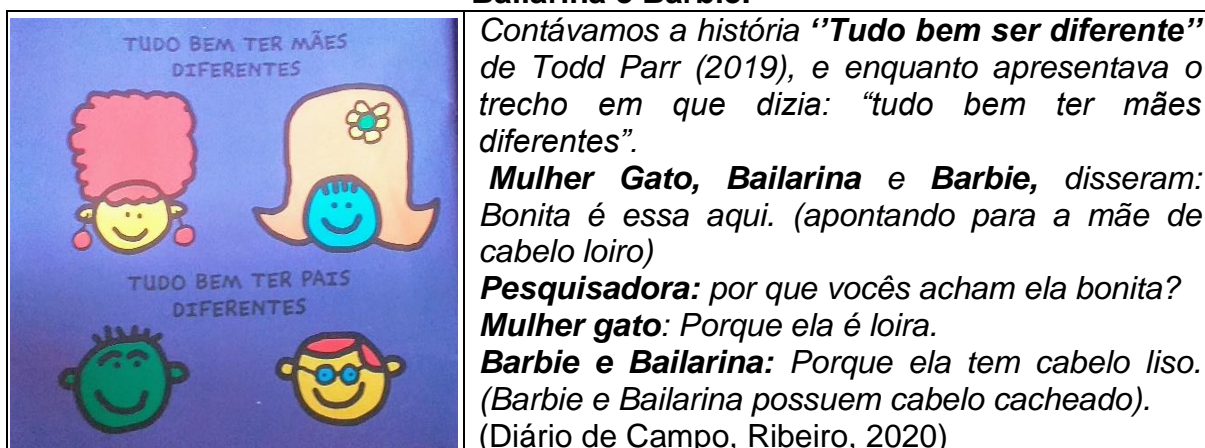 Bailarina e Barbie.
TUDO BEM TER MÃES
DIFERENTES
TUDO BEM TER PAIS
DIFERENTES
Contávamos a história ‘’Tudo bem ser diferente’’
de Todd Parr (2019), e enquanto apresentava o
trecho em que dizia: “tudo bem ter mães
diferentes”.
Mulher Gato, Bailarina e Barbie, disseram:
Bonita é essa aqui. (apontando para a mãe de
cabelo loiro)
Pesquisadora: por que vocês acham ela bonita?
Mulher gato: Porque ela é loira.
Barbie e Bailarina: Porque ela tem cabelo liso.
(Barbie e Bailarina possuem cabelo cacheado).
(Diário de Campo, Ribeiro, 2020)